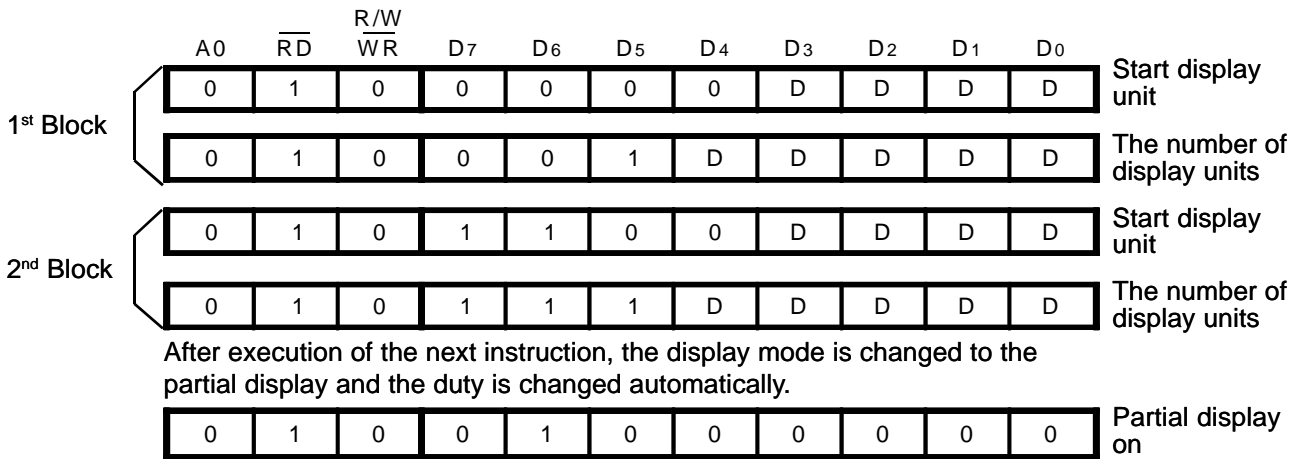 R/W
A0 RD WR D7 D6 D5 D4 D3 D2 D1 D0
1st Block
0 1 0 0 0 0 0 D D D D Start display unit
0 1 0 0 0 1 D D D D D The number of display units
2nd Block
0 1 0 1 1 0 0 D D D D Start display unit
0 1 0 1 1 1 D D D D D The number of display units
After execution of the next instruction, the display mode is changed to the
partial display and the duty is changed automatically.
0 1 0 0 1 0 0 0 0 0 0 Partial display on